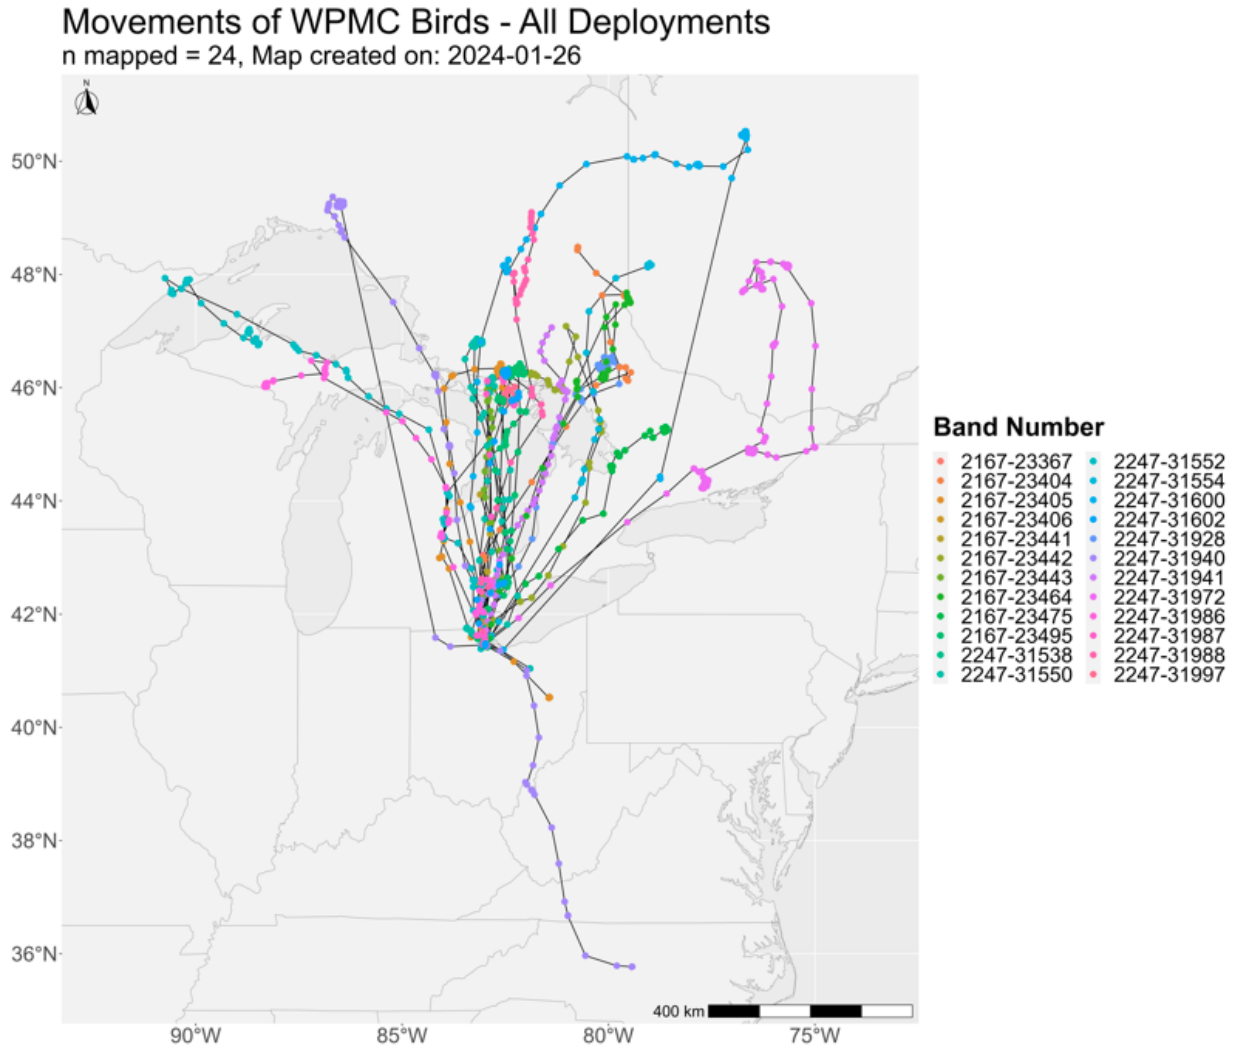 Movements of WPMC Birds - All Deployments
n mapped = 24, Map created on: 2024-01-26
N
50°N
48°N
46°N
44°N
42°N
40°N
38°N
36°N
400 km
90°W 85°W 80°W 75°W
Band Number
2167-23367 2247-31552
2167-23404 2247-31554
2167-23405 2247-31600
2167-23406 2247-31602
2167-23441 2247-31928
2167-23442 2247-31940
2167-23443 2247-31941
2167-23464 2247-31972
2167-23475 2247-31986
2167-23495 2247-31987
2247-31538 2247-31988
2247-31550 2247-31997